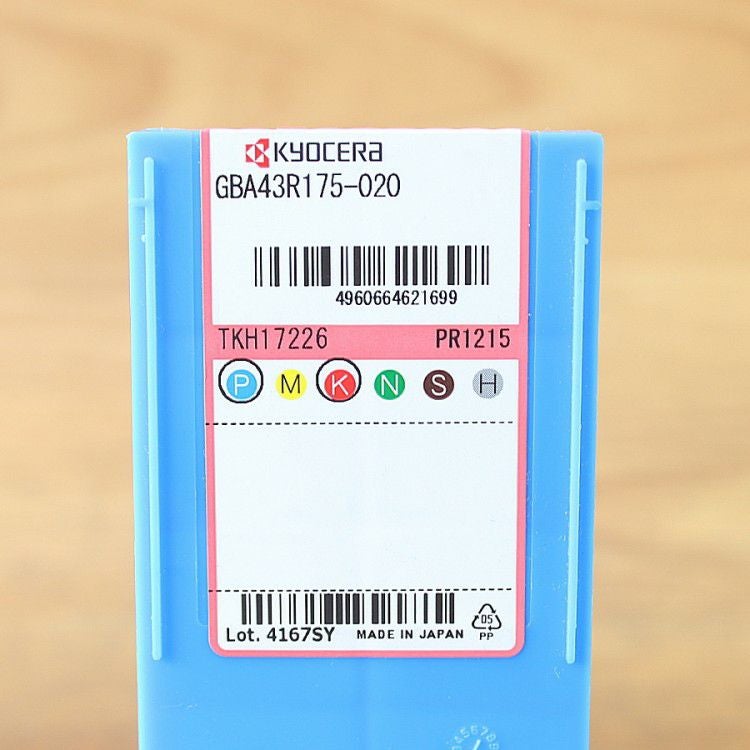 KYOCERA
GBA43R175-020
4960664621699
TKH17226 PR1215
P M K N S H
Lot. 4167SY MADE IN JAPAN 05
PP